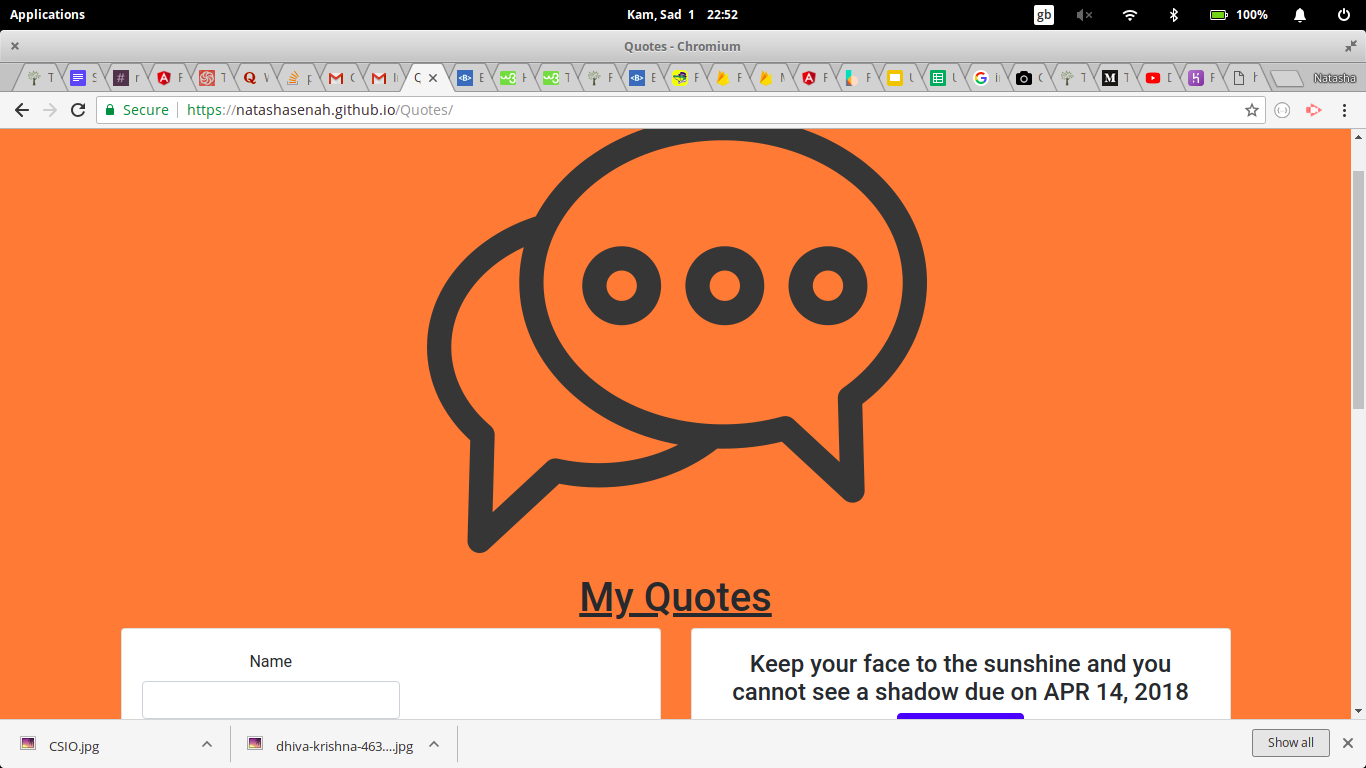 Applications
Kam, Sad 1 22:52
gb
100%
Quotes - Chromium
Natasha
Secure
https://natashasenah.github.io/Quotes/
My Quotes
Name
Keep your face to the sunshine and you
cannot see a shadow due on APR 14, 2018
CSIO.jpg
dhiva-krishna-463....jpg
Show all